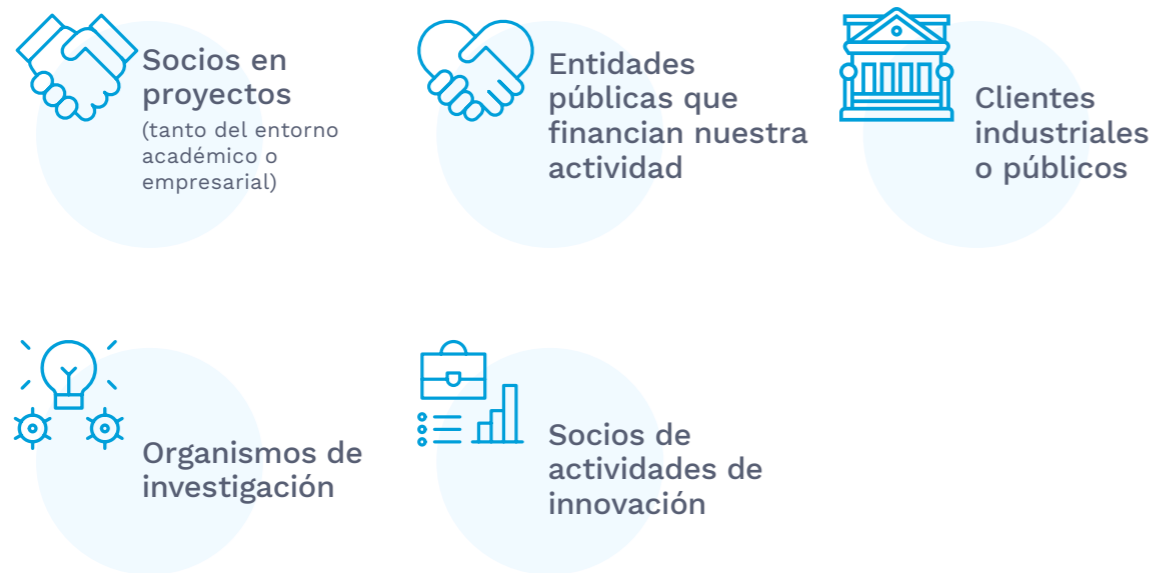 Socios en
proyectos
(tanto del entorno
académico o
empresarial)
Entidades
públicas que
financian nuestra
actividad
Clientes
industriales
o públicos
Organismos de
investigación
Socios de
actividades de
innovación